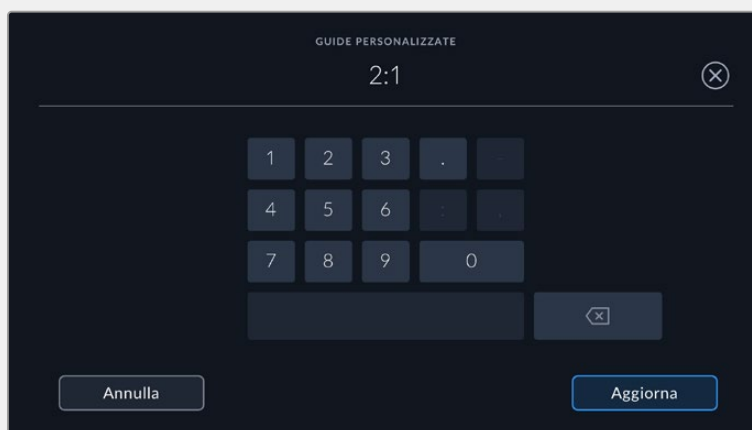 GUIDE PERSONALIZZATE
2:1
1 2 3 . -
4 5 6 : ,
7 8 9 0
Annulla Aggiorna